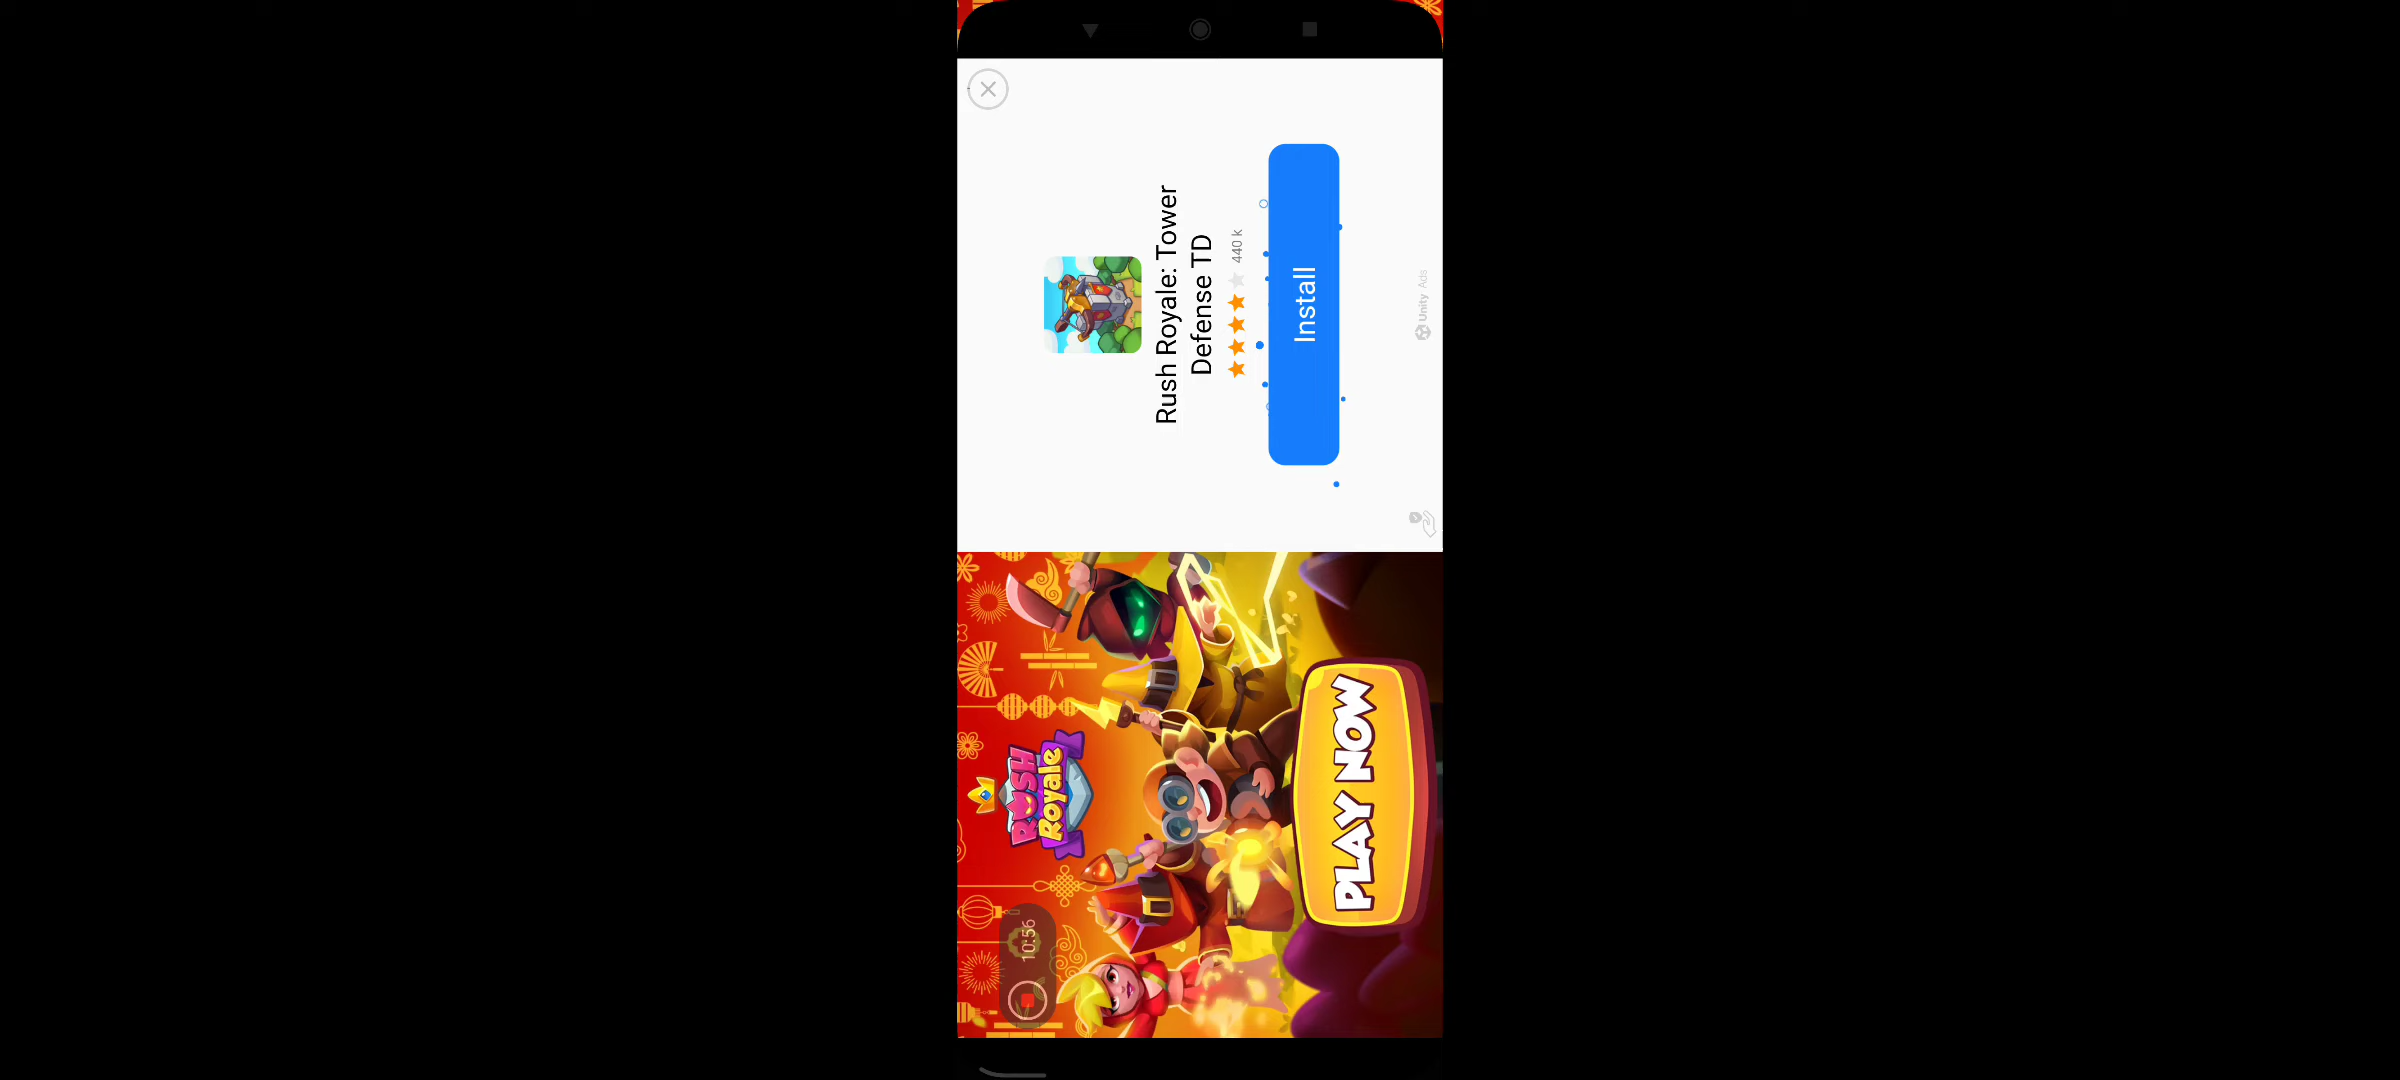 RUSH
Royale
10:56
PLAY NOW
Rush Royale: Tower
Defense TD
440 k
Install
Unity Ads